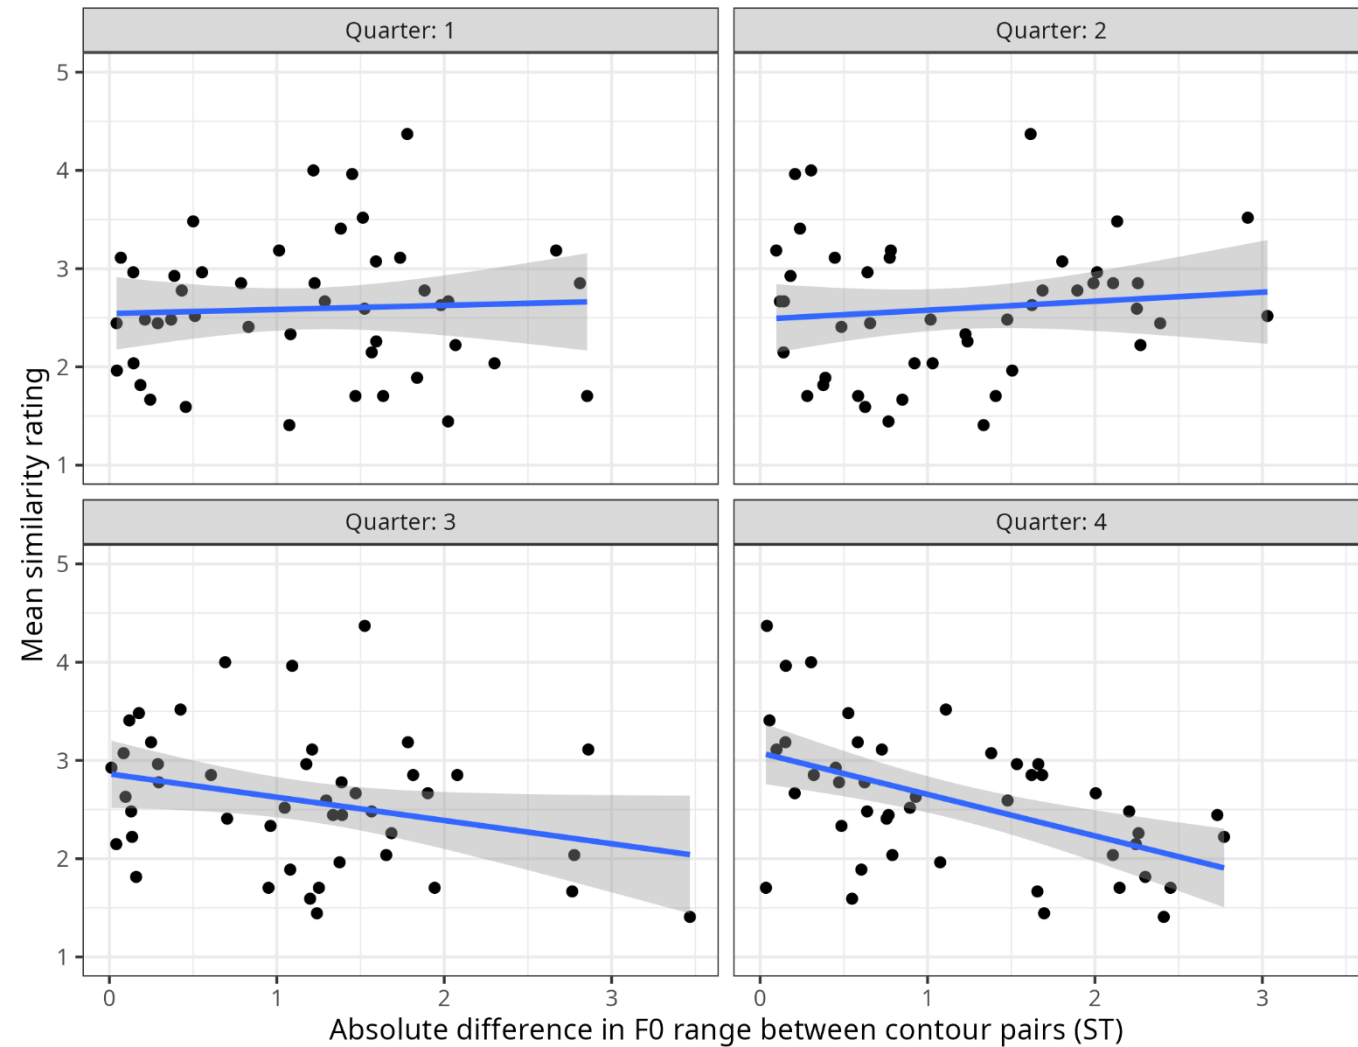 Quarter: 1
Quarter: 2
5
4
3
2
1
Quarter: 3
Quarter: 4
5
4
3
2
1
0 1 2 3
0 1 2 3
Mean similarity rating
Absolute difference in F0 range between contour pairs (ST)